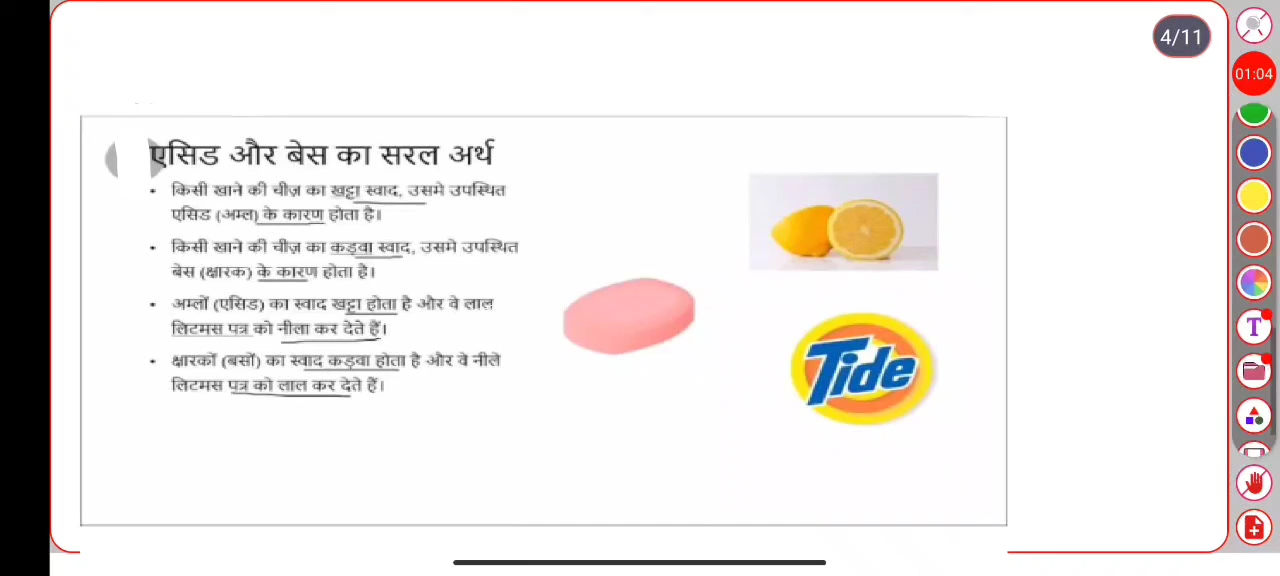 4/11
01:04
एसिड और बेस का सरल अर्थ
• किसी खाने की चीज़ का खट्टा स्वाद, उसमे उपस्थित
एसिड (अम्ल) के कारण होता है।
• किसी खाने की चीज़ का कड़वा स्वाद, उसमे उपस्थित
बेस (क्षारक) के कारण होता है।
• अम्लों (एसिड) का स्वाद खट्टा होता है और वे लाल
लिटमस पत्र को नीला कर देते हैं।
• क्षारकों (बसों) का स्वाद कड़वा होता है और वे नीले
लिटमस पत्र को लाल कर देते हैं।
Tide
T